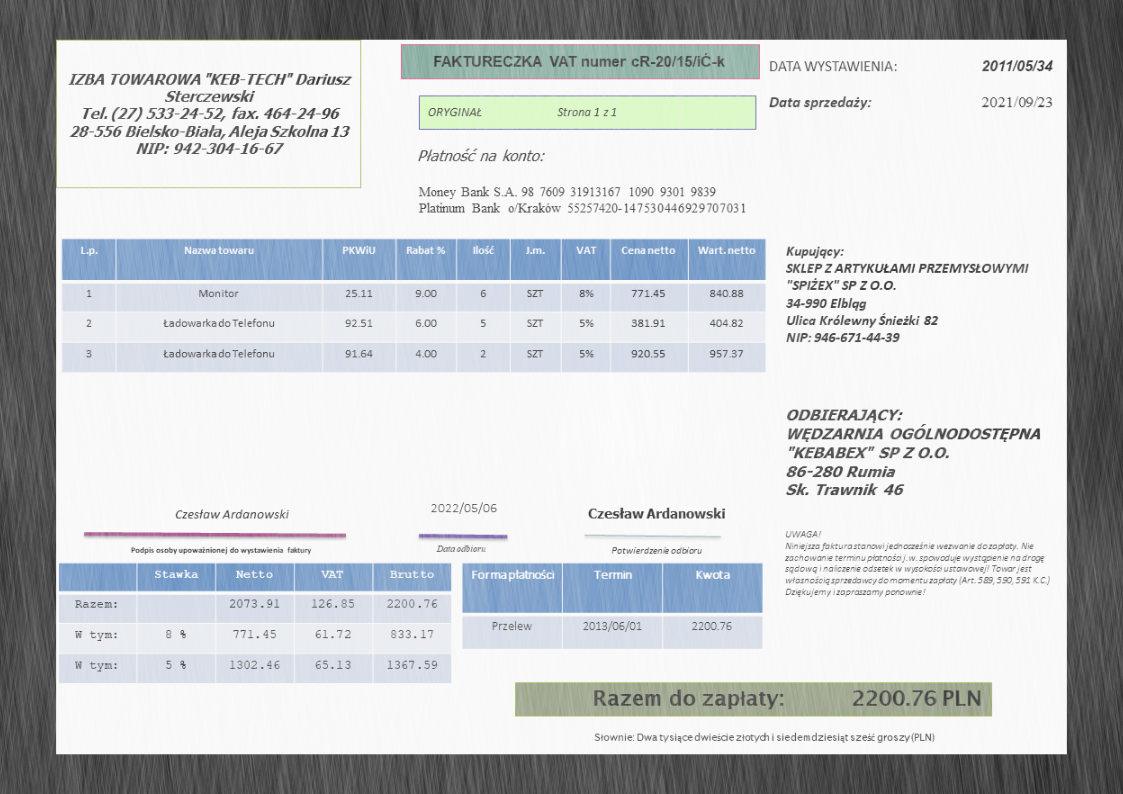 IZBA TOWAROWA "KEB-TECH" Dariusz
Sterczewski
Tel. (27) 533-24-52, fax. 464-24-96
28-556 Bielsko-Biała, Aleja Szkolna 13
NIP: 942-304-16-67
FAKTURECZKA VAT numer cR-20/15/iĆ-k
ORYGINAŁ Strona 1 z 1
DATA WYSTAWIENIA: 2011/05/34
Data sprzedaży: 2021/09/23
Płatność na konto:
Money Bank S.A. 98 7609 31913167 1090 9301 9839
Platinum Bank o/Kraków 55257420-147530446929707031
L.p. Nazwa towaru PKWiU Rabat % Ilość J.m. VAT Cena netto Wart. netto
1 Monitor 25.11 9.00 6 SZT 8% 771.45 840.88
2 Ładowarka do Telefonu 92.51 6.00 5 SZT 5% 381.91 404.82
3 Ładowarka do Telefonu 91.64 4.00 2 SZT 5% 920.55 957.37
Kupujący:
SKLEP Z ARTYKUŁAMI PRZEMYSŁOWYMI
"SPIŻEX" SP Z O.O.
34-990 Elbląg
Ulica Królewny Śnieżki 82
NIP: 946-671-44-39
ODBIERAJĄCY:
WĘDZARNIA OGÓLNODOSTĘPNA
"KEBABEX" SP Z O.O.
86-280 Rumia
Sk. Trawnik 46
Czesław Ardanowski 2022/05/06 Czesław Ardanowski
Podpis osoby upoważnionej do wystawienia faktury Data odbioru Potwierdzenie odbioru
UWAGA!
Niniejsza faktura stanowi jednocześnie wezwanie do zapłaty. Nie
zachowanie terminu płatności j.w. spowoduje wystąpienie na drogę
sądową i naliczenie odsetek w wysokości ustawowej! Towar jest
własnością sprzedawcy do momentu zapłaty (Art. 589, 590, 591 K.C.)
Dziękujemy i zapraszamy ponownie!
Stawka Netto VAT Brutto
Razem: 2073.91 126.85 2200.76
W tym: 8 % 771.45 61.72 833.17
W tym: 5 % 1302.46 65.13 1367.59
Forma płatności Termin Kwota
Przelew 2013/06/01 2200.76
Razem do zapłaty: 2200.76 PLN
Słownie: Dwa tysiące dwieście złotych i siedemdziesiąt sześć groszy (PLN)